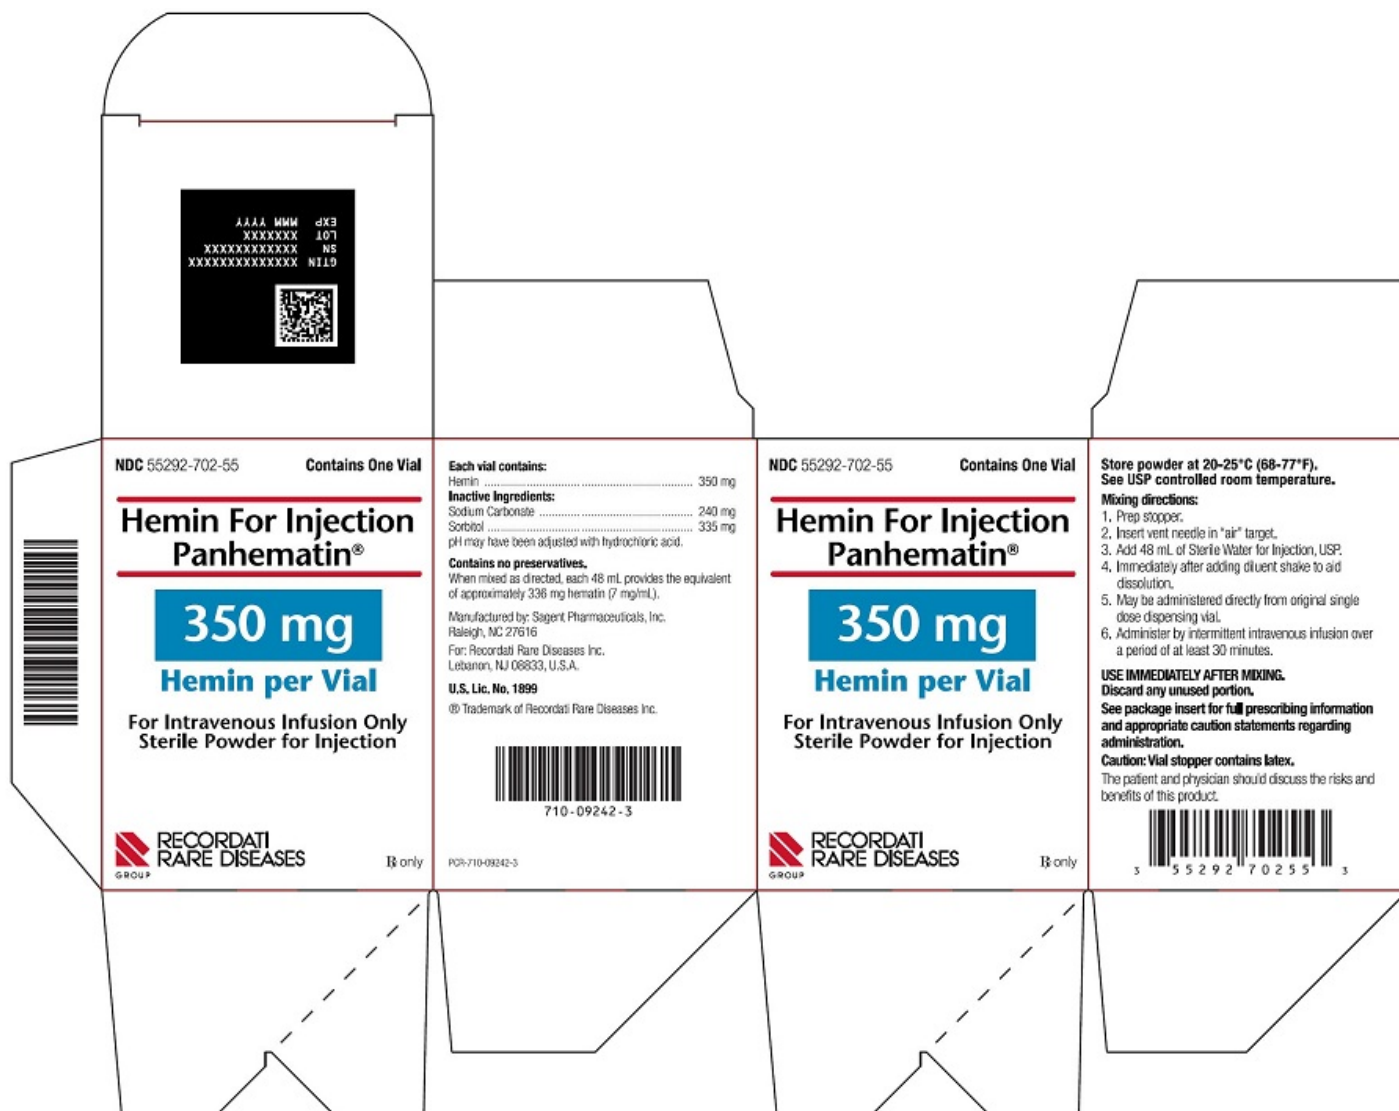 GTIN XXXXXXXXXXXXXX
SN XXXXXXXXXXXXX
LOT XXXXXXXX
EXP MMM YYYY
NDC 55292-702-55 Contains One Vial
Hemin For Injection
Panhematin®
350 mg
Hemin per Vial
For Intravenous Infusion Only
Sterile Powder for Injection
RECORDATI
RARE DISEASES
GROUP
Rx only
Each vial contains:
Hemin ........................................................ 350 mg
Inactive Ingredients:
Sodium Carbonate ......................................... 240 mg
Sorbitol ....................................................... 335 mg
pH may have been adjusted with hydrochloric acid.
Contains no preservatives.
When mixed as directed, each 48 mL provides the equivalent
of approximately 336 mg hematin (7 mg/mL).
Manufactured by: Sagent Pharmaceuticals, Inc.
Raleigh, NC 27616
For: Recordati Rare Diseases Inc.
Lebanon, NJ 08833, U.S.A.
U.S. Lic. No. 1899
® Trademark of Recordati Rare Diseases Inc.
710-09242-3
PCR-710-09242-3
NDC 55292-702-55 Contains One Vial
Hemin For Injection
Panhematin®
350 mg
Hemin per Vial
For Intravenous Infusion Only
Sterile Powder for Injection
RECORDATI
RARE DISEASES
GROUP
Rx only
Store powder at 20-25°C (68-77°F).
See USP controlled room temperature.
Mixing directions:
1. Prep stopper.
2. Insert vent needle in "air" target.
3. Add 48 mL of Sterile Water for Injection, USP.
4. Immediately after adding diluent shake to aid
dissolution.
5. May be administered directly from original single
dose dispensing vial.
6. Administer by intermittent intravenous infusion over
a period of at least 30 minutes.
USE IMMEDIATELY AFTER MIXING.
Discard any unused portion.
See package insert for full prescribing information
and appropriate caution statements regarding
administration.
Caution: Vial stopper contains latex.
The patient and physician should discuss the risks and
benefits of this product.
3 55292 70255 3